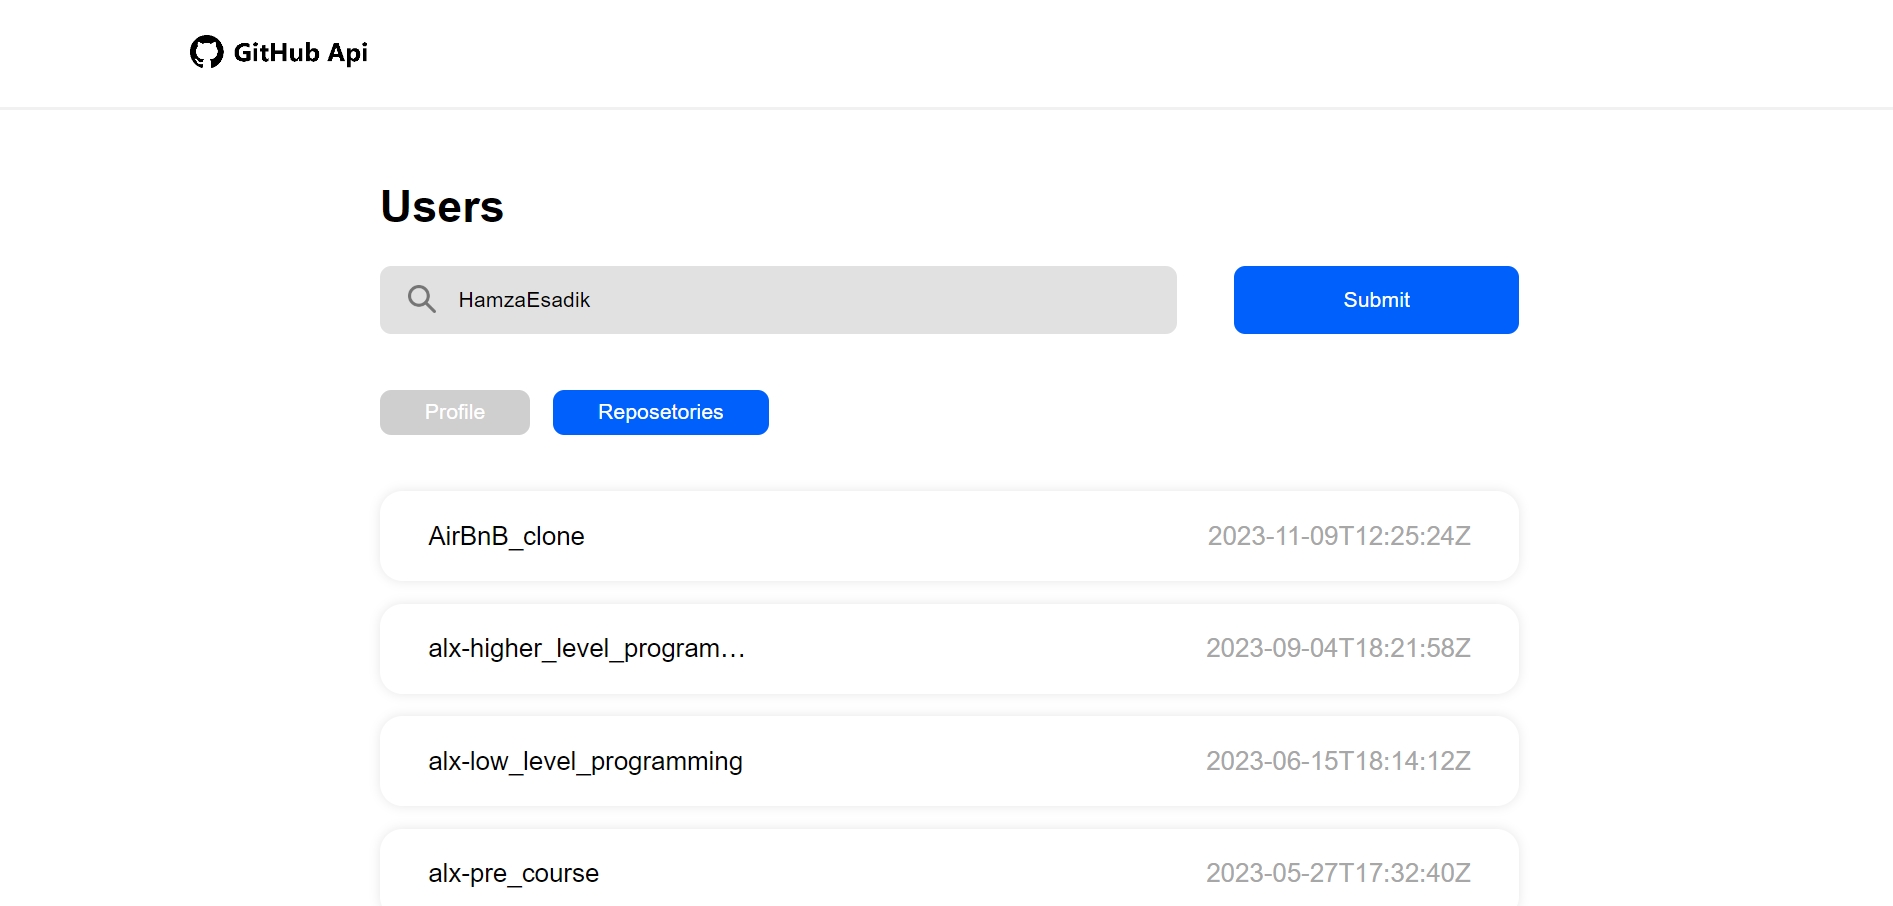 GitHub Api
Users
HamzaEsadik
Submit
Profile
Reposetories
AirBnB_clone
2023-11-09T12:25:24Z
alx-higher_level_program…
2023-09-04T18:21:58Z
alx-low_level_programming
2023-06-15T18:14:12Z
alx-pre_course
2023-05-27T17:32:40Z